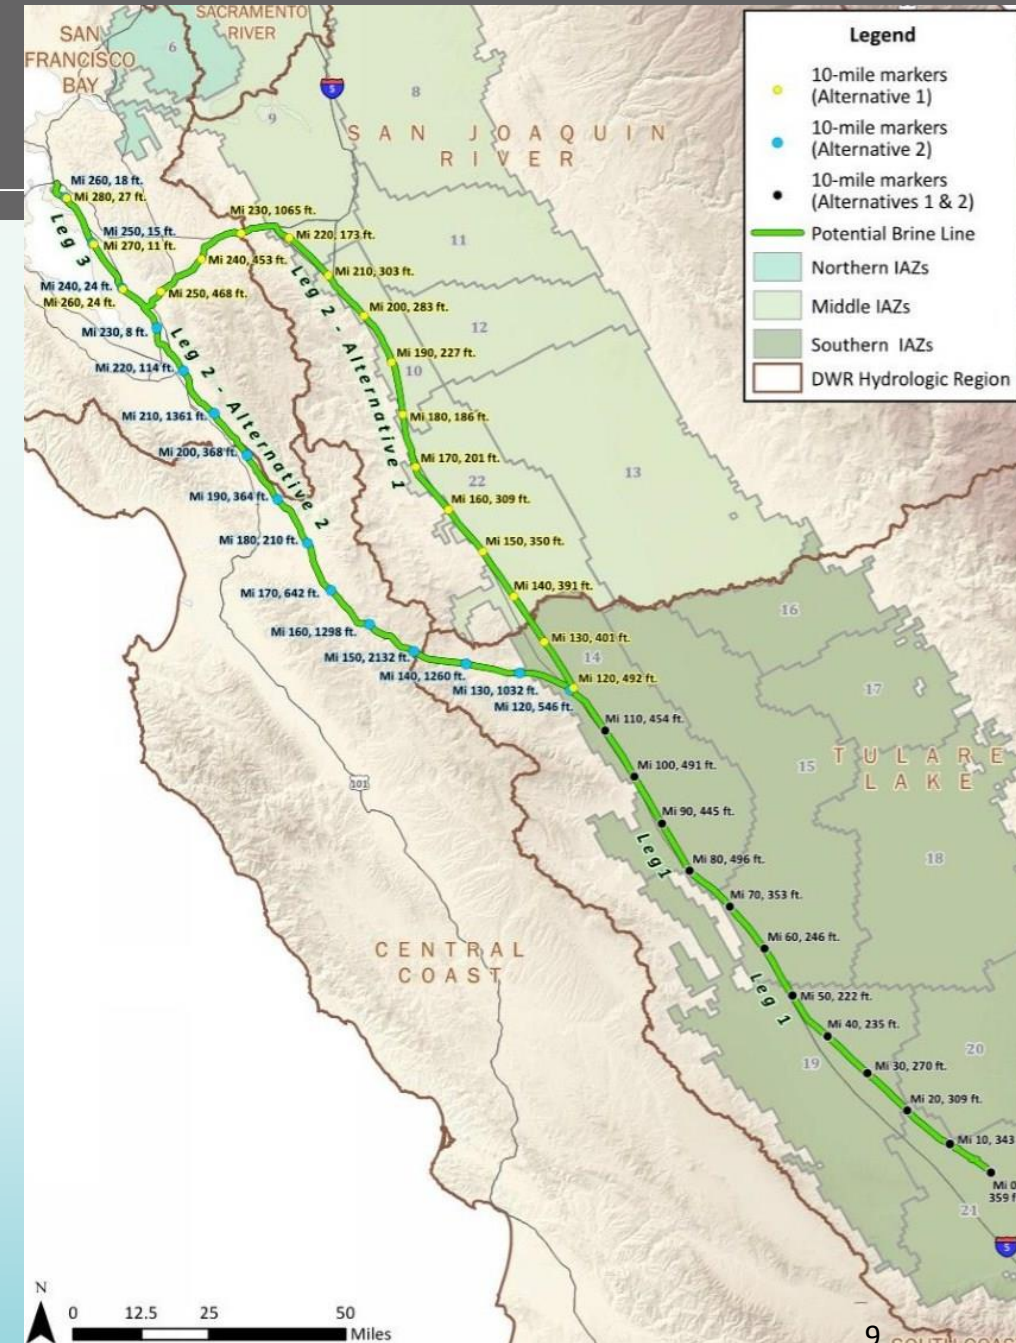 SAN
FRANCISCO
BAY
SACRAMENTO
RIVER
6
5
8
9
SAN JOAQUIN
RIVER
Legend
10-mile markers
(Alternative 1)
10-mile markers
(Alternative 2)
10-mile markers
(Alternatives 1 & 2)
Potential Brine Line
Northern IAZs
Middle IAZs
Southern IAZs
DWR Hydrologic Region
Mi 260, 18 ft.
Mi 280, 27 ft.
Leg 3
Mi 250, 15 ft.
Mi 270, 11 ft.
Mi 240, 24 ft.
Mi 260, 24 ft.
Mi 230, 1065 ft.
Mi 220, 173 ft.
Mi 240, 453 ft.
Mi 250, 468 ft.
Mi 210, 303 ft.
Mi 200, 283 ft.
Mi 190, 227 ft.
Mi 180, 186 ft.
Mi 170, 201 ft.
Mi 160, 309 ft.
Mi 150, 350 ft.
Mi 140, 391 ft.
Mi 130, 401 ft.
Mi 120, 492 ft.
Leg 2 - Alternative 1
11
12
10
13
22
Mi 230, 8 ft.
Mi 220, 114 ft.
Mi 210, 1361 ft.
Mi 200, 368 ft.
Mi 190, 364 ft.
Mi 180, 210 ft.
Mi 170, 642 ft.
Mi 160, 1298 ft.
Mi 150, 2132 ft.
Mi 140, 1260 ft.
Mi 130, 1032 ft.
Mi 120, 546 ft.
Leg 2 - Alternative 2
16
14
17
15
TULARE
LAKE
18
101
Mi 110, 454 ft.
Mi 100, 491 ft.
Mi 90, 445 ft.
Mi 80, 496 ft.
Leg 1
Mi 70, 353 ft.
Mi 60, 246 ft.
Mi 50, 222 ft.
Leg 1
Mi 40, 235 ft.
Mi 30, 270 ft.
Mi 20, 309 ft.
Mi 10, 343
Mi 0
359 f
CENTRAL
COAST
19
20
21
5
N
0 12.5 25 50
Miles
9
SOUTH COAS